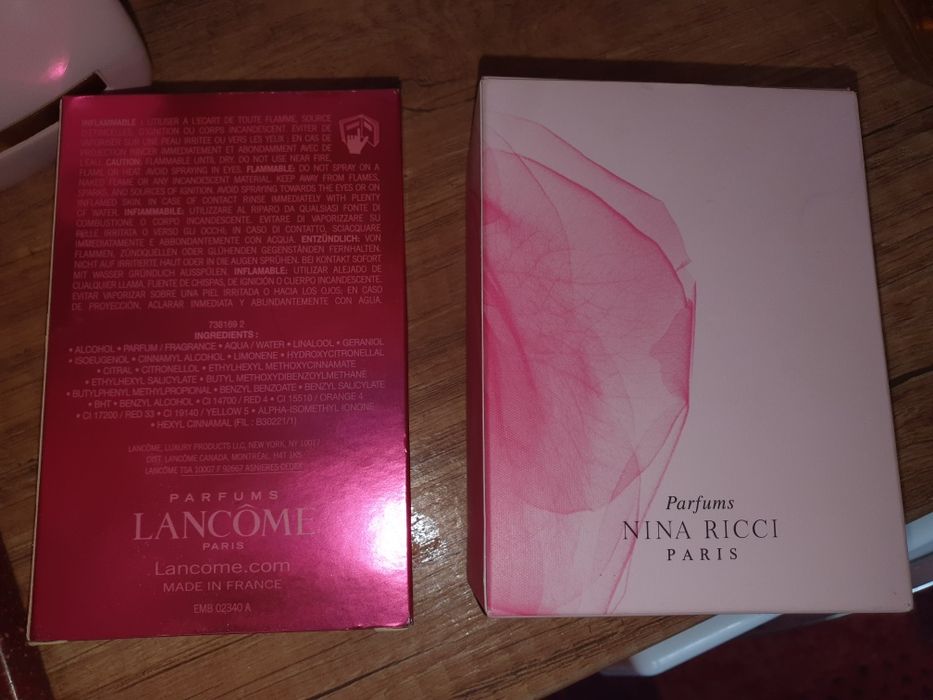 INFLAMMABLE : UTILISER À L'ECART DE TOUTE FLAMME, SOURCE
D'ETINCELLES, D'IGNITION OU CORPS INCANDESCENT. ÉVITER DE
VAPORISER SUR UNE PEAU IRRITEE OU VERS LES YEUX ; EN CAS DE
PROJECTION RINCER IMMEDIATEMENT ET ABONDAMMENT AVEC DE
L'EAU. CAUTION: FLAMMABLE UNTIL DRY. DO NOT USE NEAR FIRE,
FLAME OR HEAT. AVOID SPRAYING IN EYES. FLAMMABLE: DO NOT SPRAY ON A
NAKED FLAME OR ANY INCANDESCENT MATERIAL. KEEP AWAY FROM FLAMES,
SPARKS, AND SOURCES OF IGNITION. AVOID SPRAYING TOWARDS THE EYES OR ON
INFLAMED SKIN. IN CASE OF CONTACT RINSE IMMEDIATELY WITH PLENTY
OF WATER. INFIAMMABILE: UTILIZZARE AL RIPARO DA QUALSIASI FONTE DI
COMBUSTIONE O CORPO INCANDESCENTE. EVITARE DI VAPORIZZARE SU
PELLE IRRITATA O VERSO GLI OCCHI; IN CASO DI CONTATTO, SCIACQUARE
IMMEDIATAMENTE E ABBONDANTEMENTE CON ACQUA. ENTZÜNDLICH: VON
FLAMMEN, ZÜNDQUELLEN ODER GLÜHENDEN GEGENSTÄNDEN FERNHALTEN.
NICHT AUF IRRITIERTE HAUT ODER IN DIE AUGEN SPRÜHEN. BEI KONTAKT SOFORT
MIT WASSER GRÜNDLICH AUSSPÜLEN. INFLAMABLE: UTILIZAR ALEJADO DE
CUALQUIER LLAMA, FUENTE DE CHISPAS, DE IGNICIÓN O CUERPO INCANDESCENTE.
EVITAR VAPORIZAR SOBRE UNA PIEL IRRITADA O HACIA LOS OJOS; EN CASO
DE PROYECCIÓN, ACLARAR INMEDIATA Y ABUNDANTEMENTE CON AGUA.
738169 2
INGREDIENTS :
• ALCOHOL • PARFUM / FRAGRANCE • AQUA / WATER • LINALOOL • GERANIOL
• ISOEUGENOL • CINNAMYL ALCOHOL • LIMONENE • HYDROXYCITRONELLAL
• CITRAL • CITRONELLOL • ETHYLHEXYL METHOXYCINNAMATE
• ETHYLHEXYL SALICYLATE • BUTYL METHOXYDIBENZOYLMETHANE
• BUTYLPHENYL METHYLPROPIONAL • BENZYL BENZOATE • BENZYL SALICYLATE
• BHT • BENZYL ALCOHOL • CI 14700 / RED 4 • CI 15510 / ORANGE 4
• CI 17200 / RED 33 • CI 19140 / YELLOW 5 • ALPHA-ISOMETHYL IONONE
• HEXYL CINNAMAL (FIL : B30221/1)
LANCÔME, LUXURY PRODUCTS LLC, NEW YORK, NY 10017
DIST. LANCÔME CANADA, MONTRÉAL H4T 1K5
LANCÔME TSA 10007 F 92667 ASNIERES CEDEX
PARFUMS
LANCÔME
PARIS
Lancome.com
MADE IN FRANCE
EMB 02340 A
Parfums
NINA RICCI
PARIS